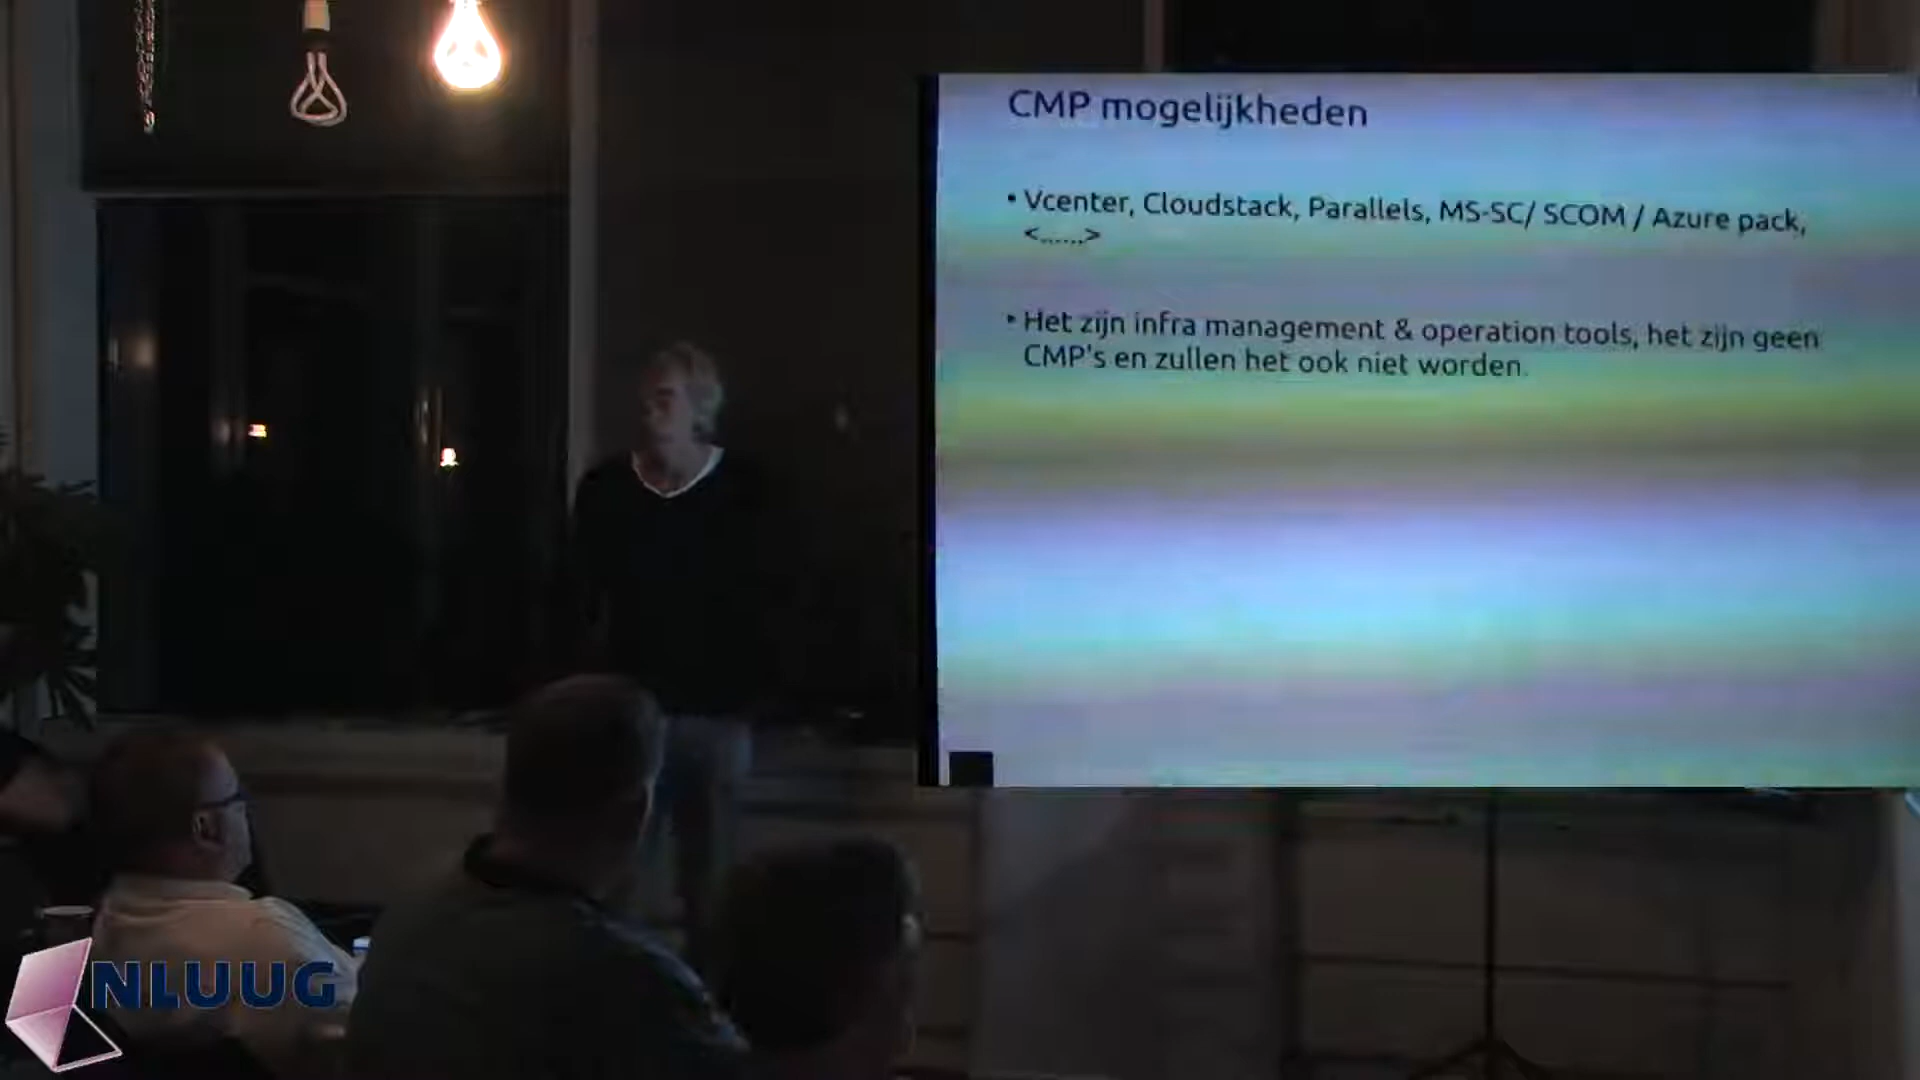 CMP mogelijkheden
• Vcenter, Cloudstack, Parallels, MS-SC/ SCOM / Azure pack,
<......>
• Het zijn infra management & operation tools, het zijn geen
CMP's en zullen het ook niet worden.
NLUUG